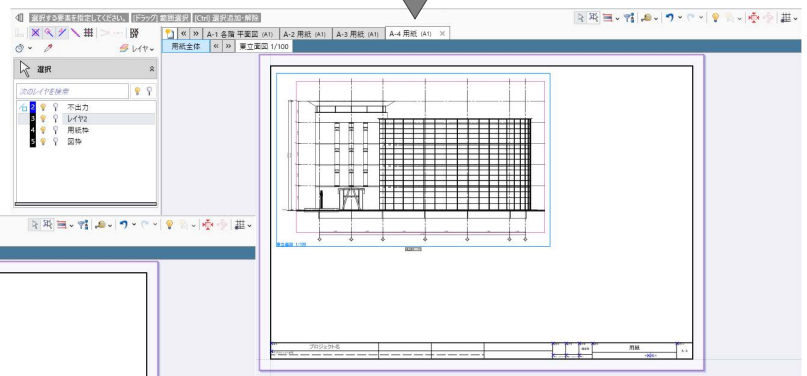 選択する要素を指定してください。 [ドラッグ] 範囲選択 [Ctrl] 選択追加・解除
レイヤ
A-1 各階 平面図 (A1)
A-2 用紙 (A1)
A-3 用紙 (A1)
A-4 用紙 (A1)
用紙全体
東立面図 1/100
選択
次のレイヤを検索
2 不出力
3 レイヤ2
4 用紙枠
5 図枠
東立面図 1/100
プロジェクト名
用紙
A-4